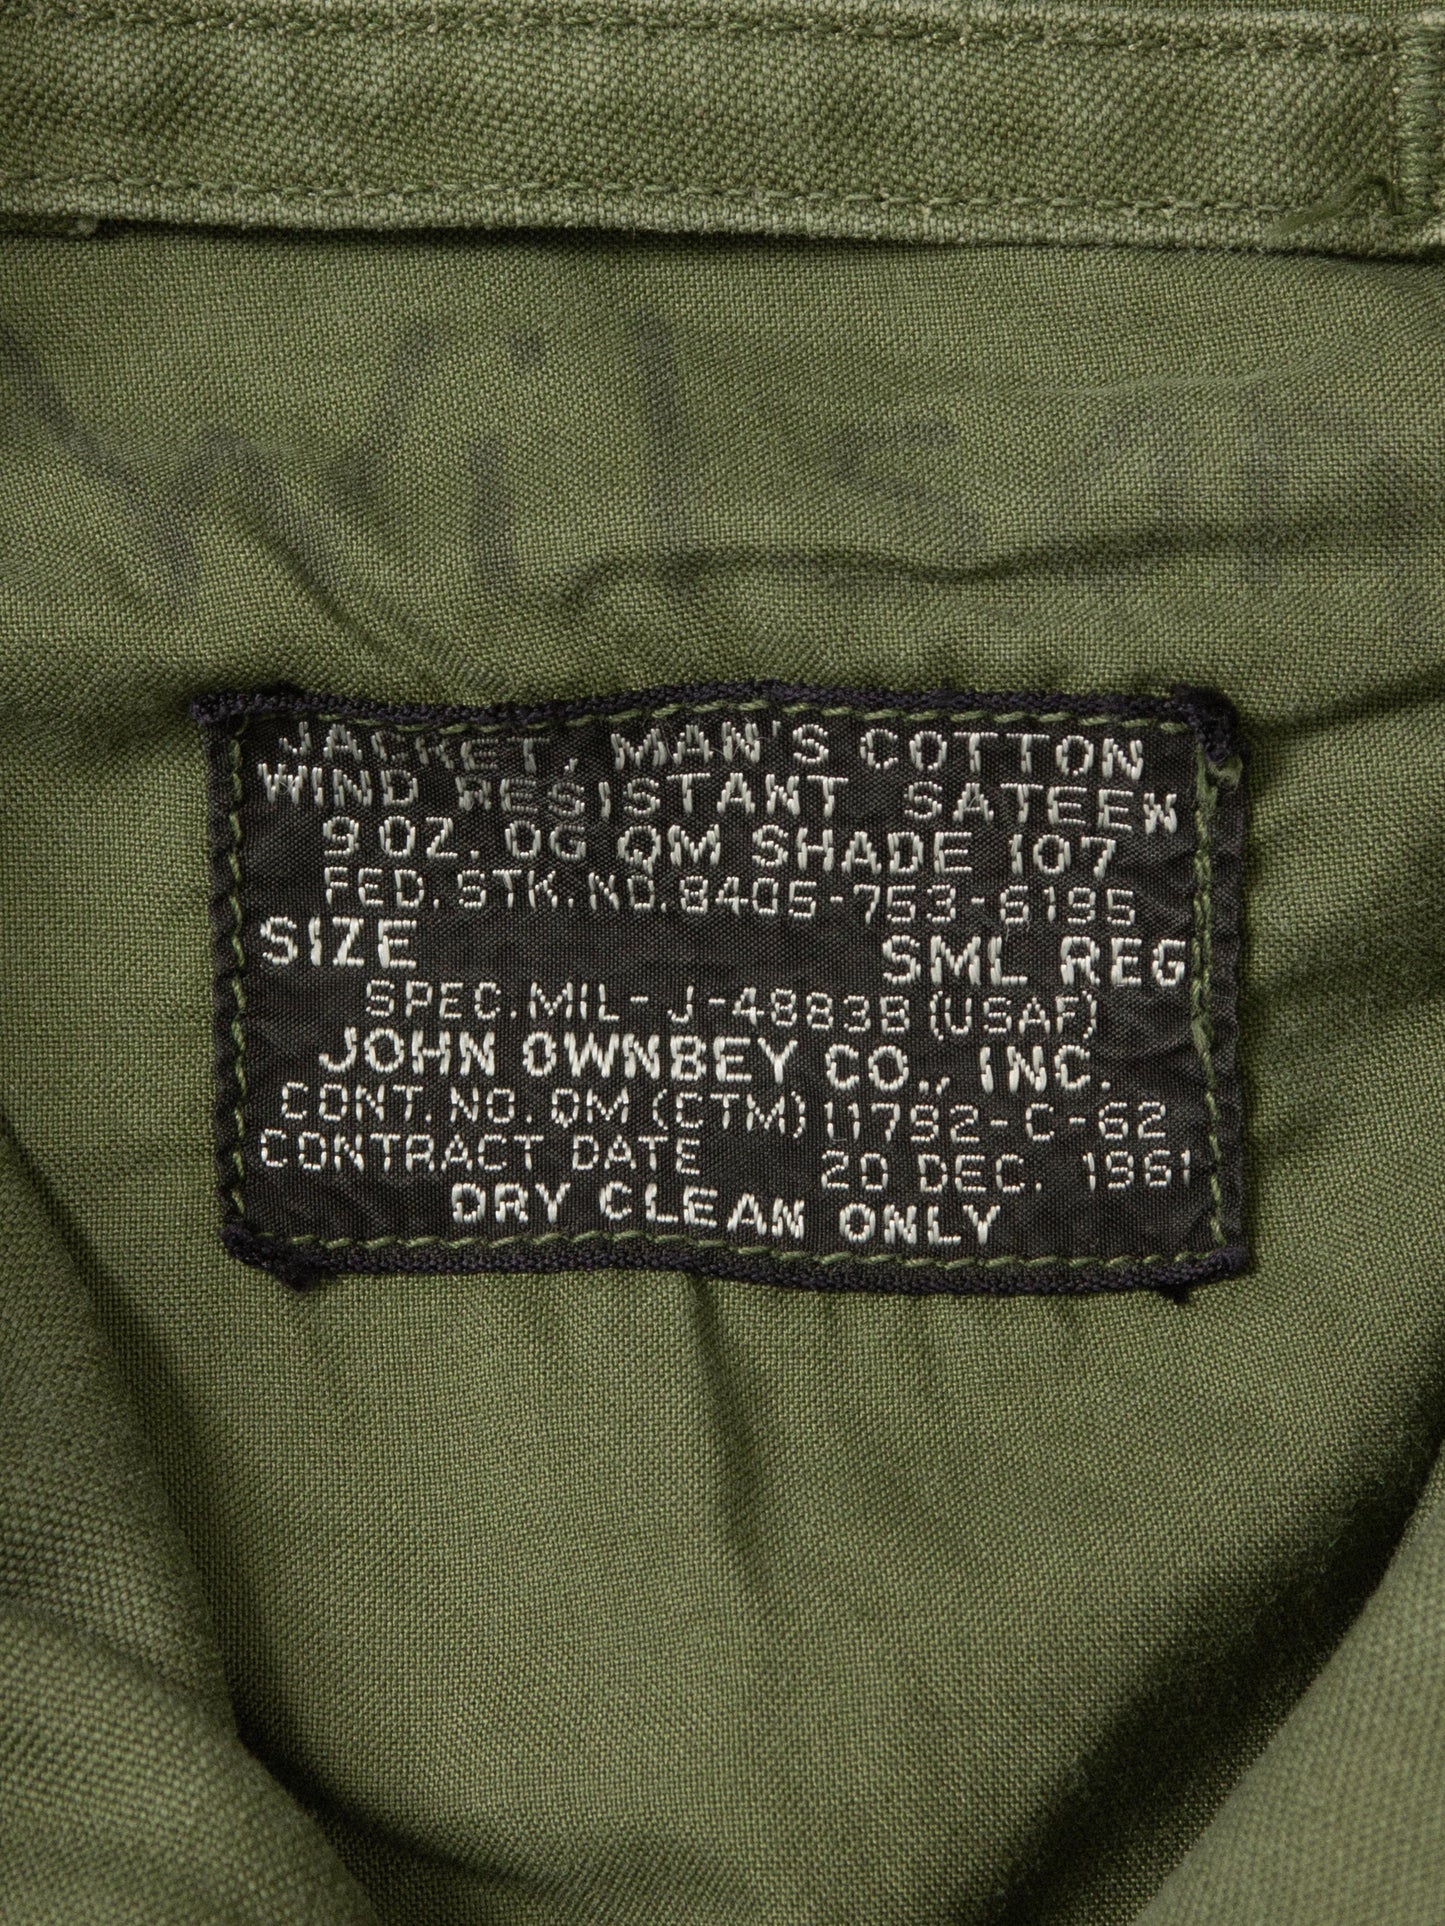 JACKET, MAN'S COTTON
WIND RESISTANT SATEEN
9 OZ. OG QM SHADE 107
FED. STK. NO. 8405-753-6195
SIZE SML REG
SPEC. MIL-J-4883B (USAF)
JOHN OWNBEY CO., INC.
CONT. NO. QM (CTM) 11792-C-62
CONTRACT DATE 20 DEC. 1961
DRY CLEAN ONLY